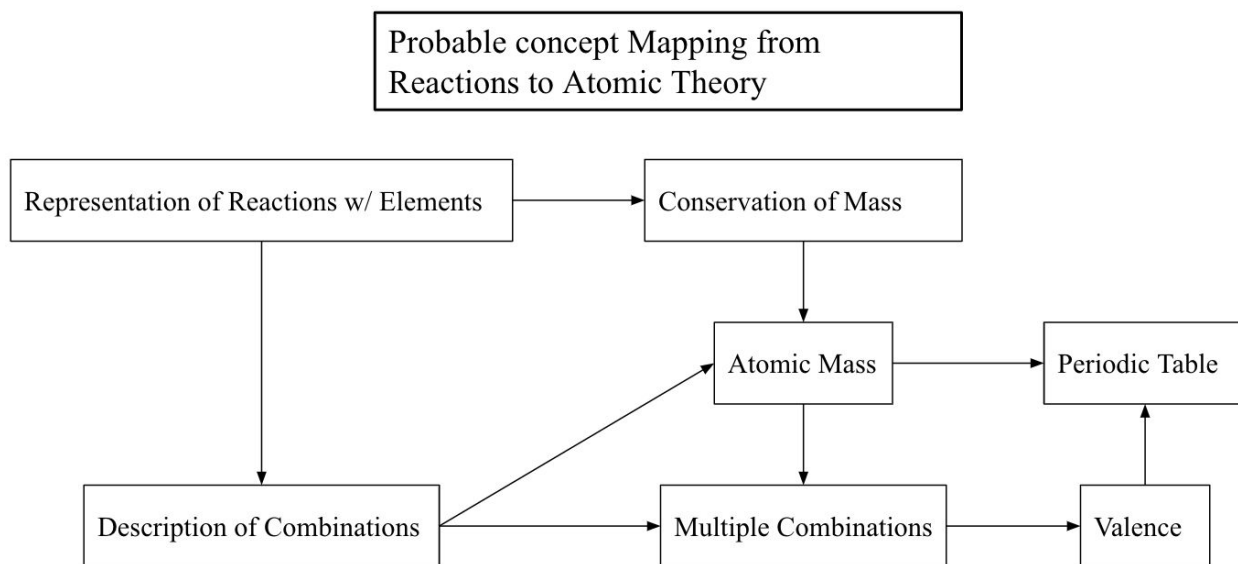 Probable concept Mapping from
Reactions to Atomic Theory
Representation of Reactions w/ Elements
Conservation of Mass
Atomic Mass
Periodic Table
Description of Combinations
Multiple Combinations
Valence